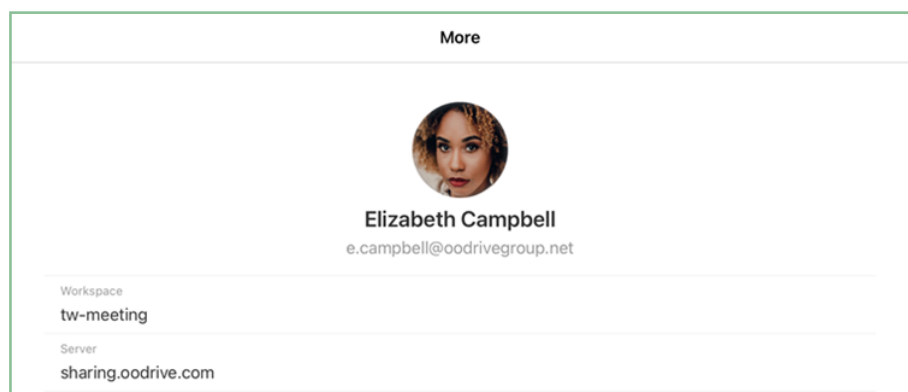 More
Elizabeth Campbell
e.campbell@oodrivegroup.net
Workspace
tw-meeting
Server
sharing.oodrive.com